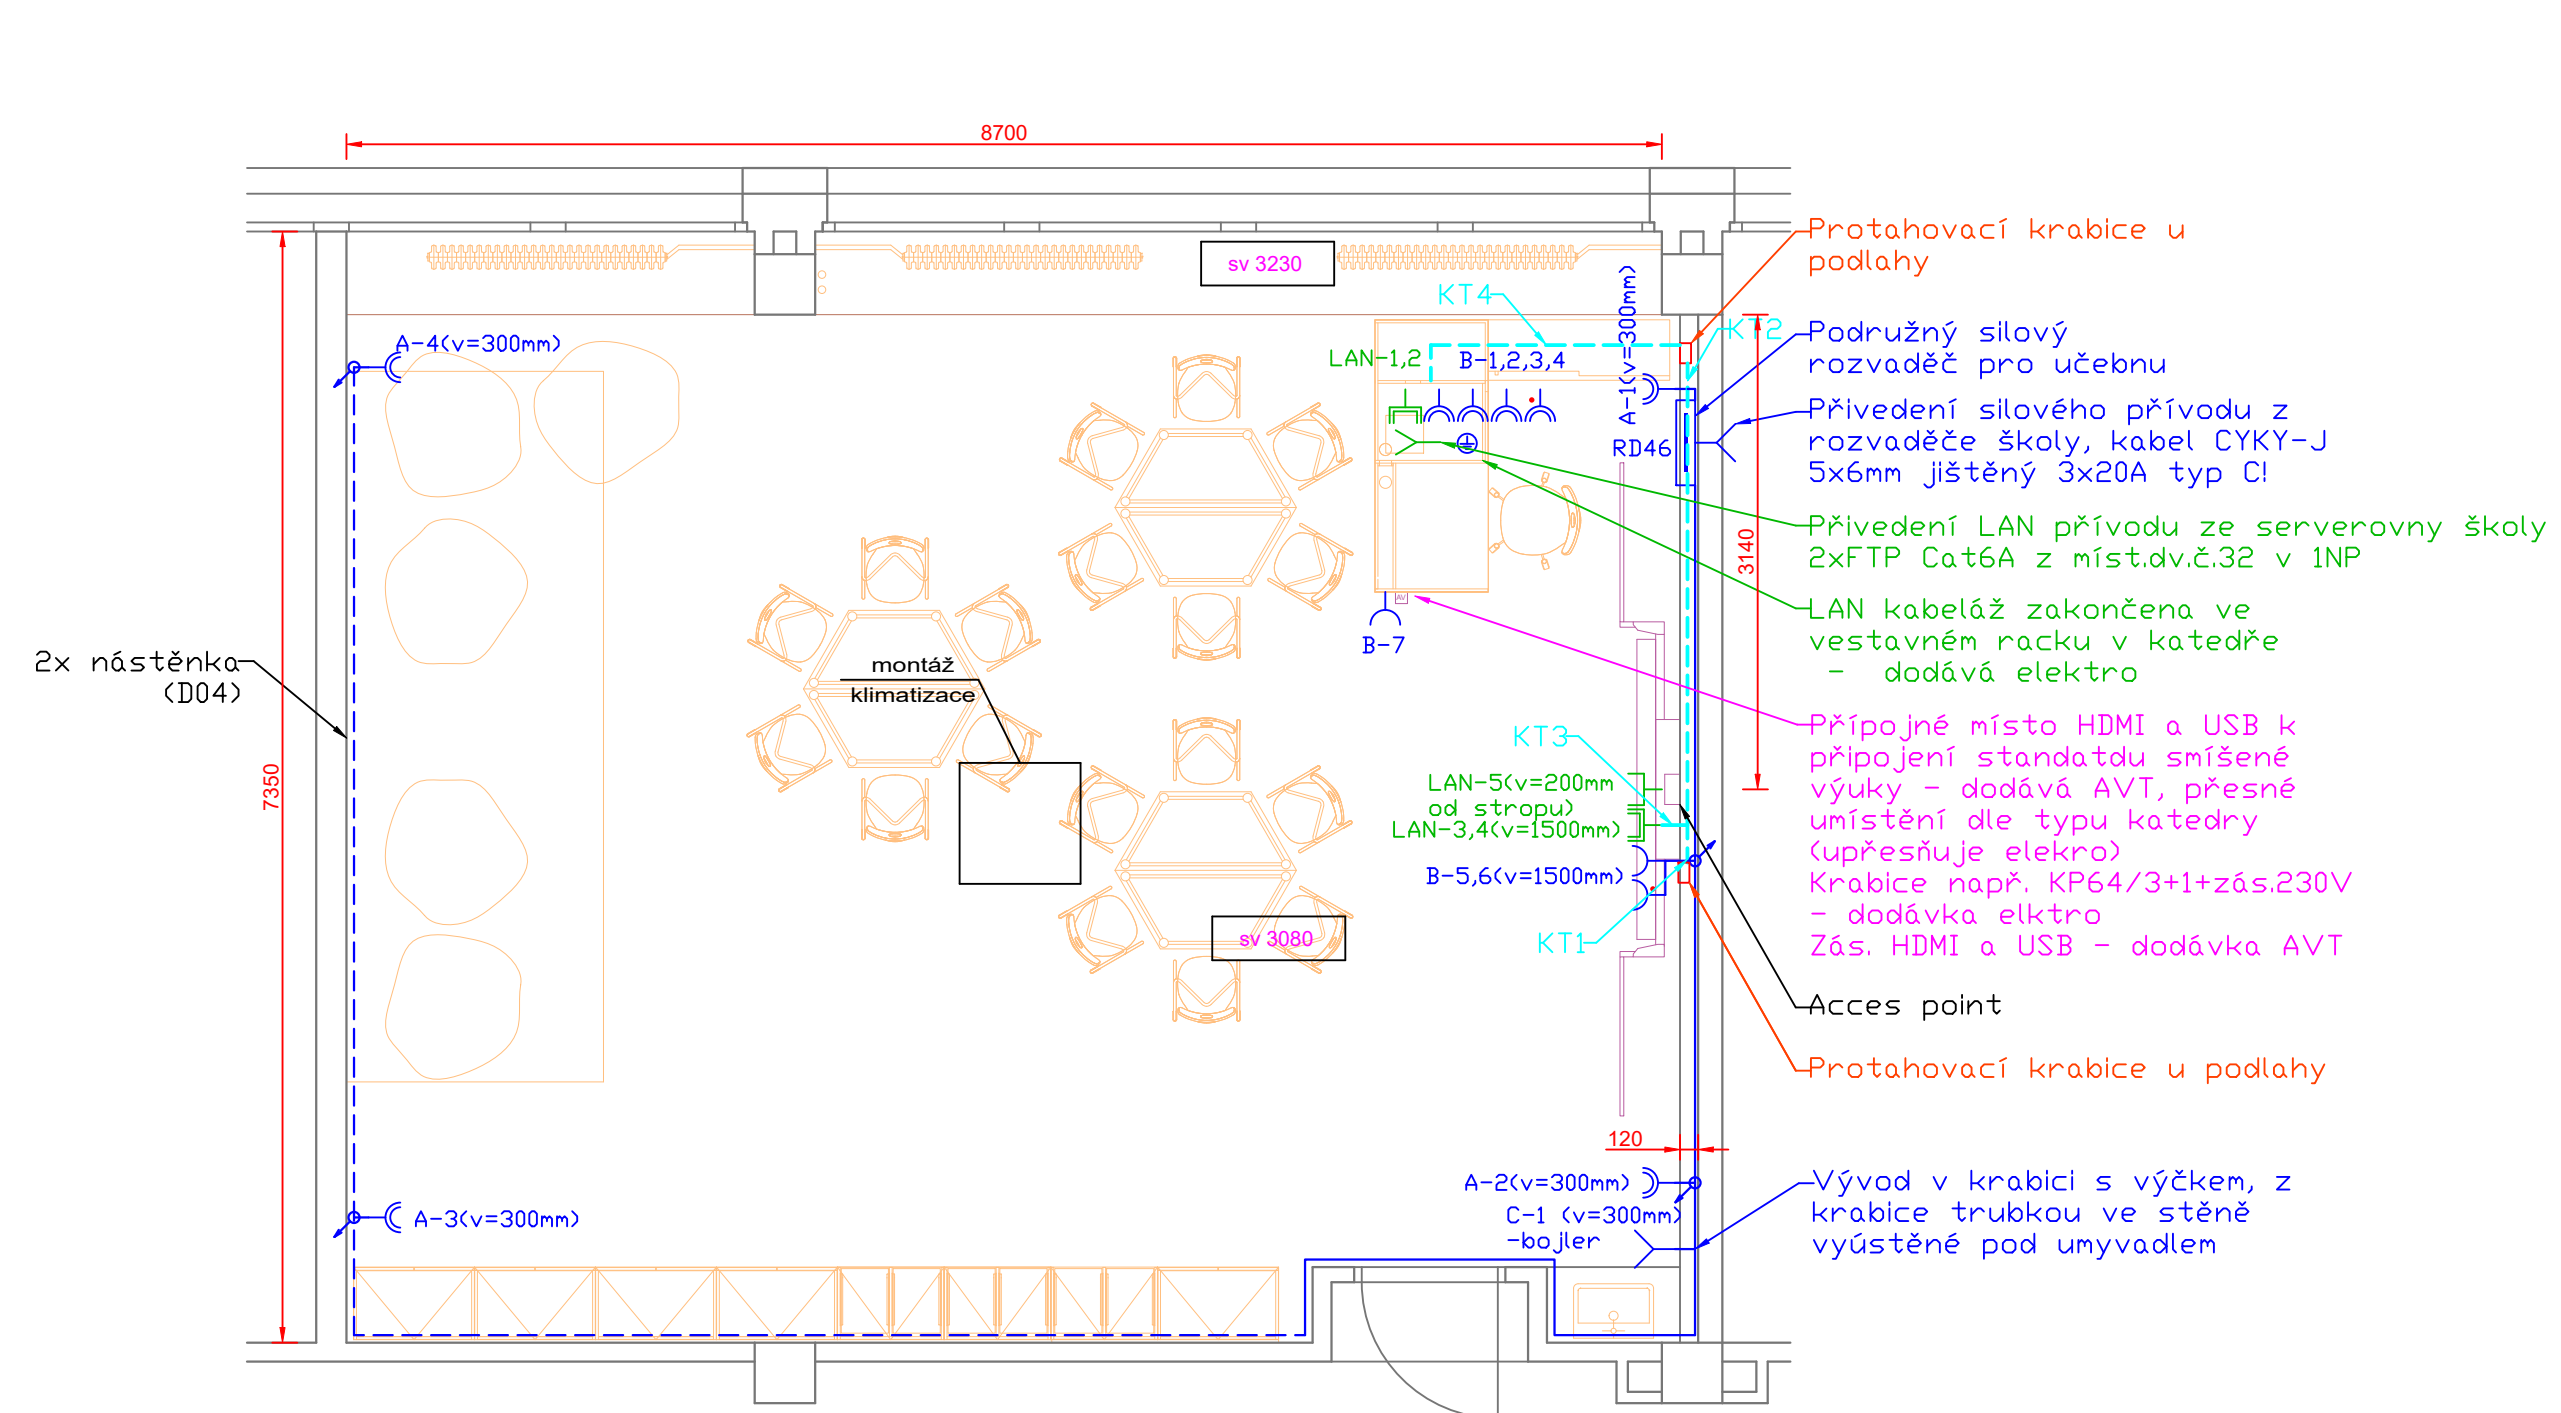 8700
sv 3230
Protahovací krabice u
podlahy
KT4
A-1(v=300mm)
KT2
Podružný silový
rozvaděč pro učebnu
A-4(v=300mm)
LAN-1,2
B-1,2,3,4
Přivedení silového přívodu z
rozvaděče školy, kabel CYKY-J
5x6mm jištěný 3x20A typ C!
RD46
Přivedení LAN přívodu ze serverovny školy
2xFTP Cat6A z míst.dv.č.32 v 1NP
3140
AV
B-7
LAN kabeláž zakončena ve
vestavném racku v katedře
- dodává elektro
2x nástěnka
(D04)
montáž
klimatizace
7350
Přípojné místo HDMI a USB k
připojení standatdu smíšené
výuky - dodává AVT, přesné
umístění dle typu katedry
(upřesňuje elekro)
Krabice např. KP64/3+1+zás.230V
- dodávka elktro
Zás. HDMI a USB - dodávka AVT
KT3
LAN-5(v=200mm
od stropu)
LAN-3,4(v=1500mm)
B-5,6(v=1500mm)
KT1
sv 3080
Acces point
Protahovací krabice u podlahy
120
A-2(v=300mm)
C-1 (v=300mm)
-bojler
A-3(v=300mm)
Vývod v krabici s výčkem, z
krabice trubkou ve stěně
vyústěné pod umyvadlem